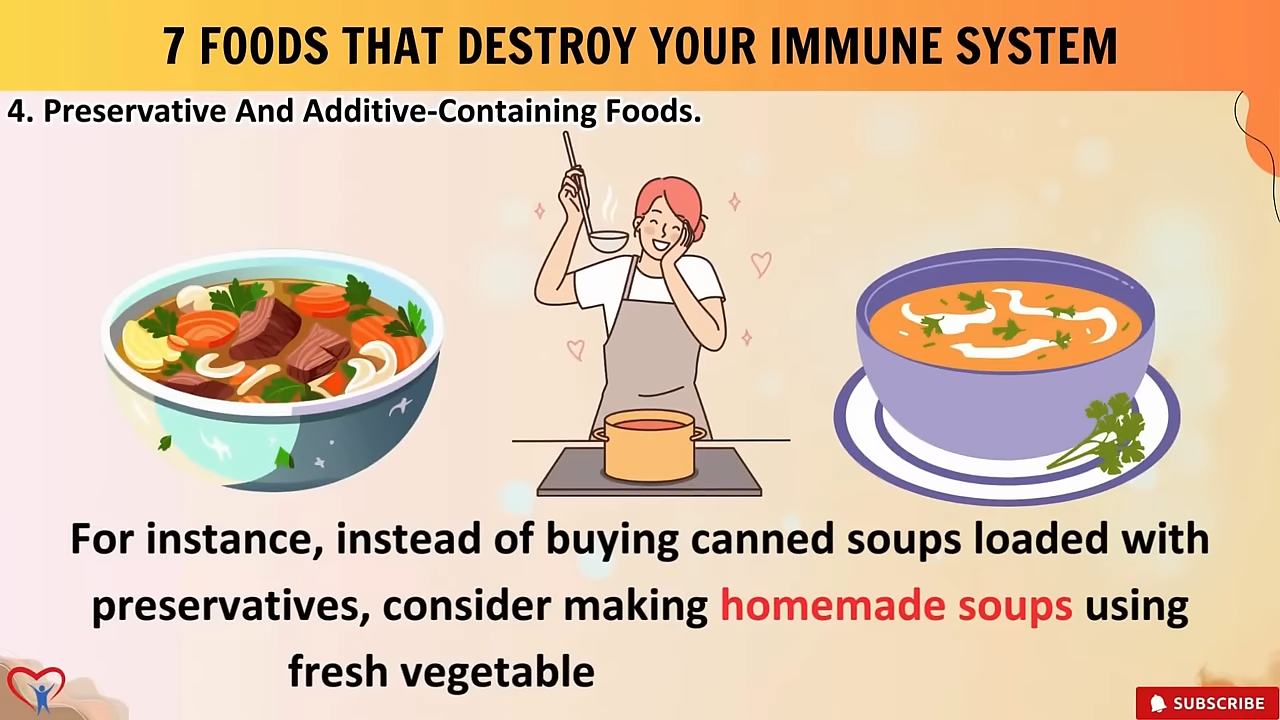 7 FOODS THAT DESTROY YOUR IMMUNE SYSTEM
4. Preservative And Additive-Containing Foods.
For instance, instead of buying canned soups loaded with
preservatives, consider making homemade soups using
fresh vegetable
SUBSCRIBE